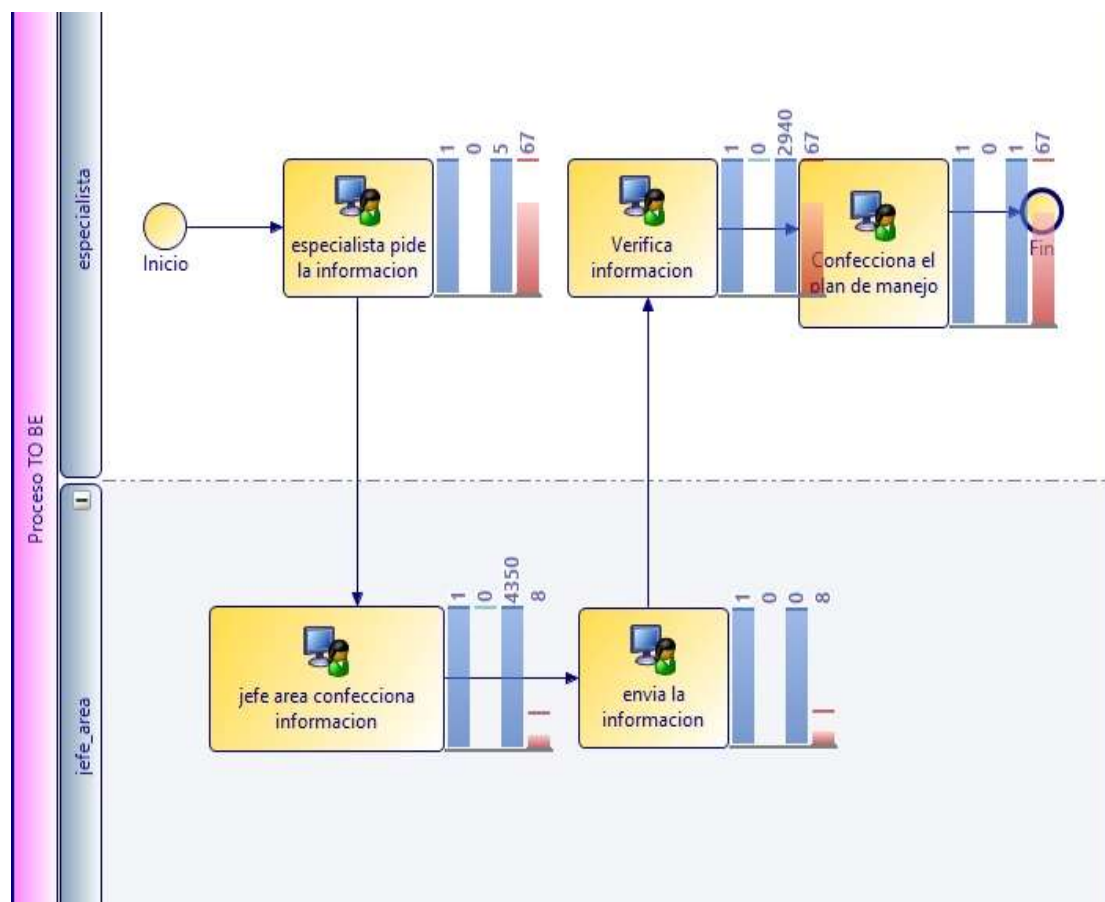 Proceso TO BE
especialista
Inicio
especialista pide
la informacion
1
0
5
67
Verifica
informacion
1
0
2940
67
Confecciona el
plan de manejo
1
0
1
67
Fin
jefe_area
jefe area confecciona
informacion
1
0
4350
8
envia la
informacion
1
0
0
8